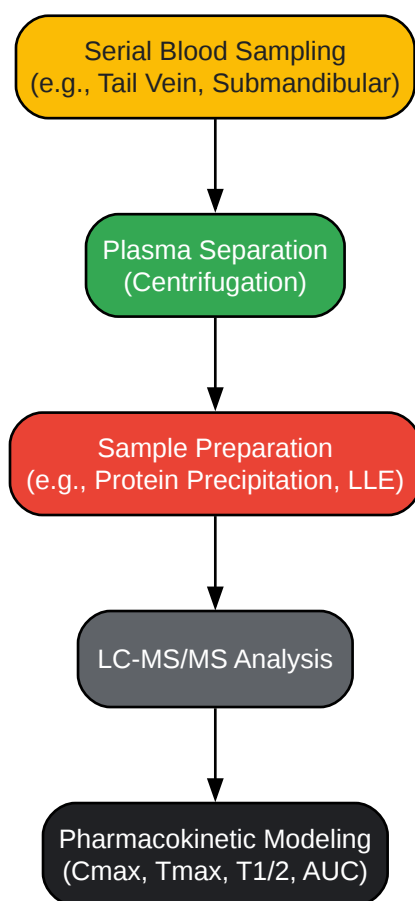 Serial Blood Sampling
(e.g., Tail Vein, Submandibular)
Plasma Separation
(Centrifugation)
Sample Preparation
(e.g., Protein Precipitation, LLE)
LC-MS/MS Analysis
Pharmacokinetic Modeling
(Cmax, Tmax, T1/2, AUC)